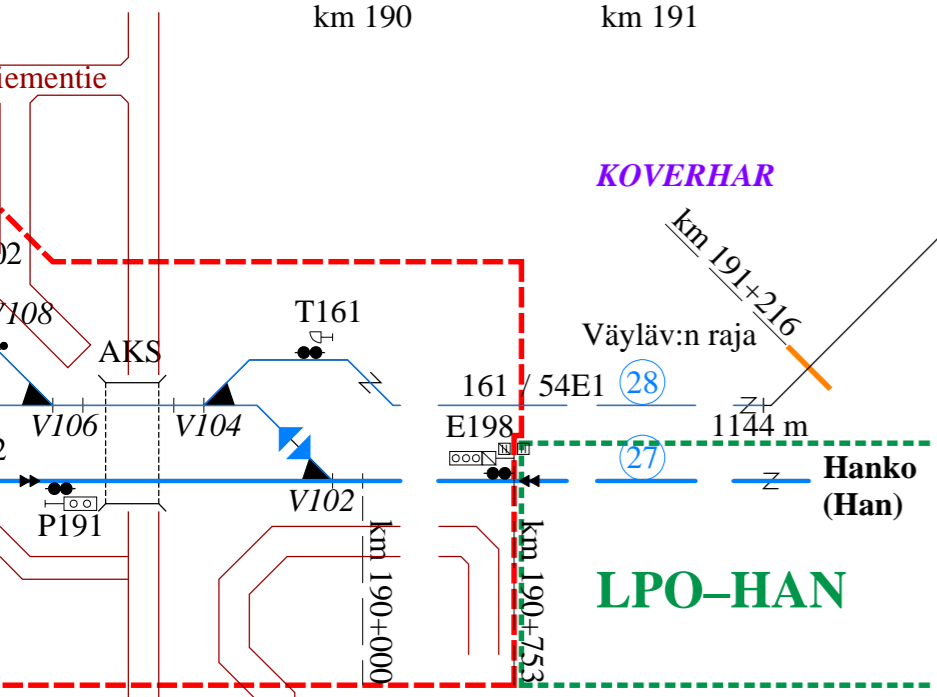 km 190
km 191
iementie
KOVERHAR
km 191+216
02
V108
T161
Väyläv:n raja
AKS
161 / 54E1
28
V106
V104
E198
1144 m
2
27
Hanko
(Han)
V102
P191
km 190+000
km 190+753
LPO–HAN